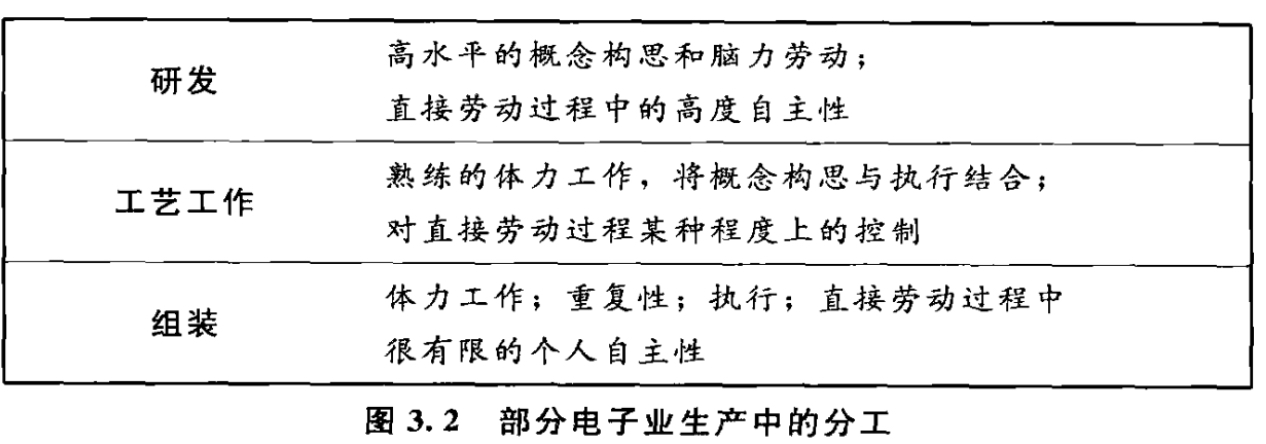 研发
高水平的概念构思和脑力劳动；
直接劳动过程中的高度自主性
工艺工作
熟练的体力工作，将概念构思与执行结合；
对直接劳动过程某种程度上的控制
组装
体力工作；重复性；执行；直接劳动过程中
很有限的个人自主性
图 3.2 部分电子业生产中的分工